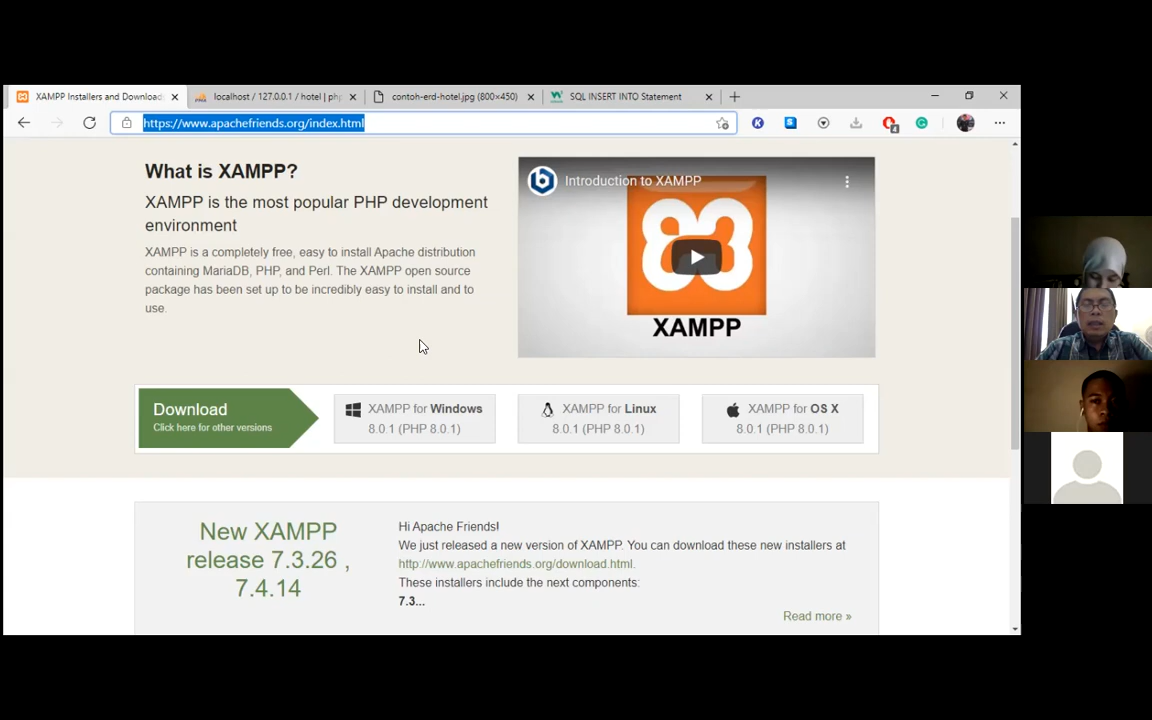 XAMPP Installers and Download
localhost / 127.0.0.1 / hotel | ph
contoh-erd-hotel.jpg (800×450)
SQL INSERT INTO Statement
https://www.apachefriends.org/index.html
What is XAMPP?
XAMPP is the most popular PHP development
environment
XAMPP is a completely free, easy to install Apache distribution
containing MariaDB, PHP, and Perl. The XAMPP open source
package has been set up to be incredibly easy to install and to
use.
Introduction to XAMPP
XAMPP
Download
Click here for other versions
XAMPP for Windows
8.0.1 (PHP 8.0.1)
XAMPP for Linux
8.0.1 (PHP 8.0.1)
XAMPP for OS X
8.0.1 (PHP 8.0.1)
New XAMPP
release 7.3.26 ,
7.4.14
Hi Apache Friends!
We just released a new version of XAMPP. You can download these new installers at
http://www.apachefriends.org/download.html.
These installers include the next components:
7.3...
Read more »